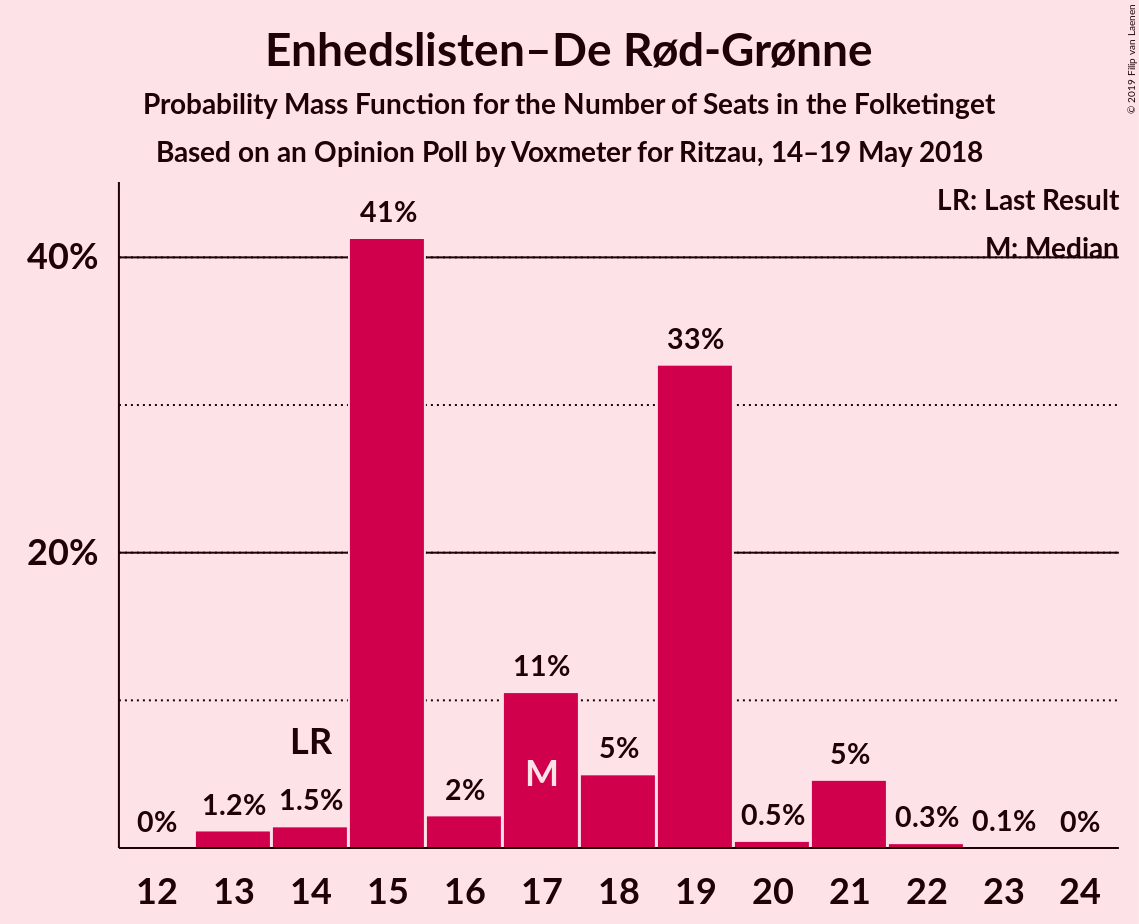 Enhedslisten–De Rød-Grønne
Probability Mass Function for the Number of Seats in the Folketinget
Based on an Opinion Poll by Voxmeter for Ritzau, 14–19 May 2018
© 2019 Filip van Laenen
LR: Last Result
M: Median
40%
20%
41%
33%
11%
LR
M
5%
5%
0%
1.2%
1.5%
2%
0.5%
0.3%
0.1%
0%
12 13 14 15 16 17 18 19 20 21 22 23 24